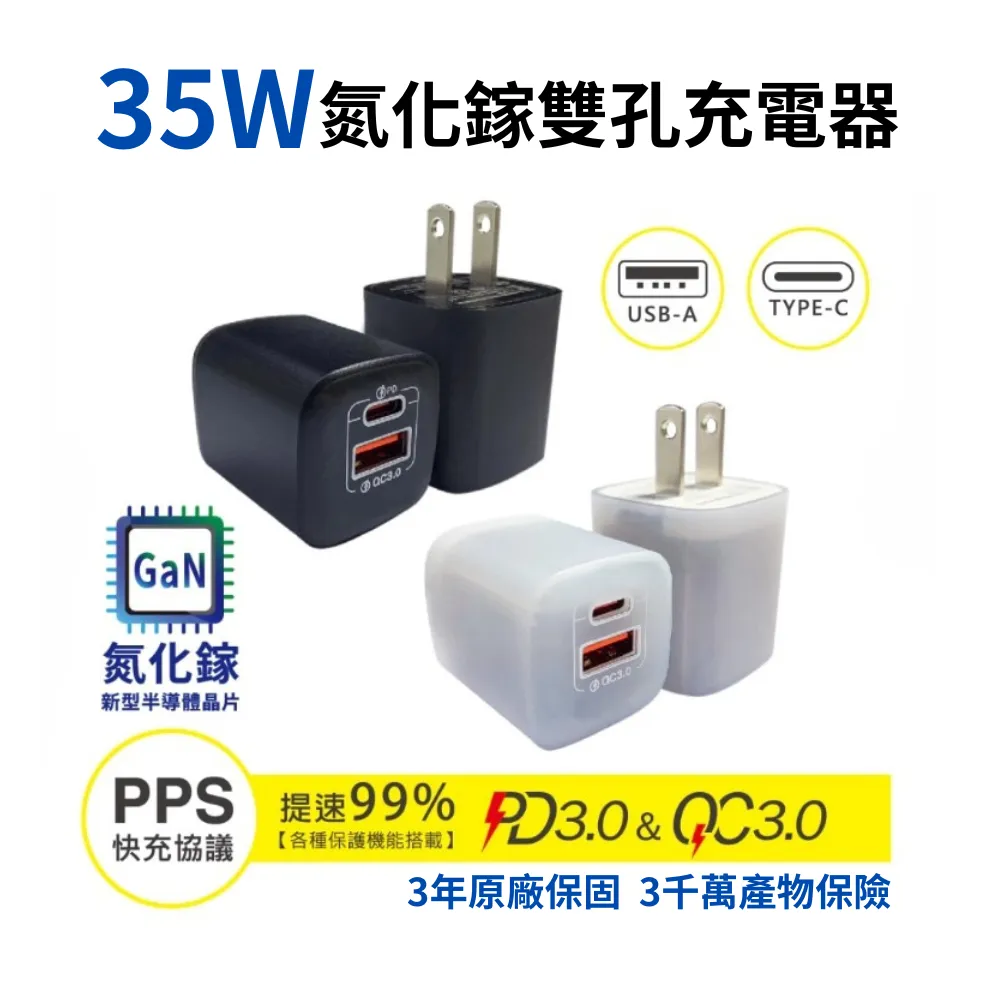 35W氮化鎵雙孔充電器
USB-A
TYPE-C
PD
QC3.0
QC3.0
GaN
氮化鎵
新型半導體晶片
PPS
快充協議
提速99%
【各種保護機能搭載】
PD3.0 & QC3.0
3年原廠保固 3千萬產物保險